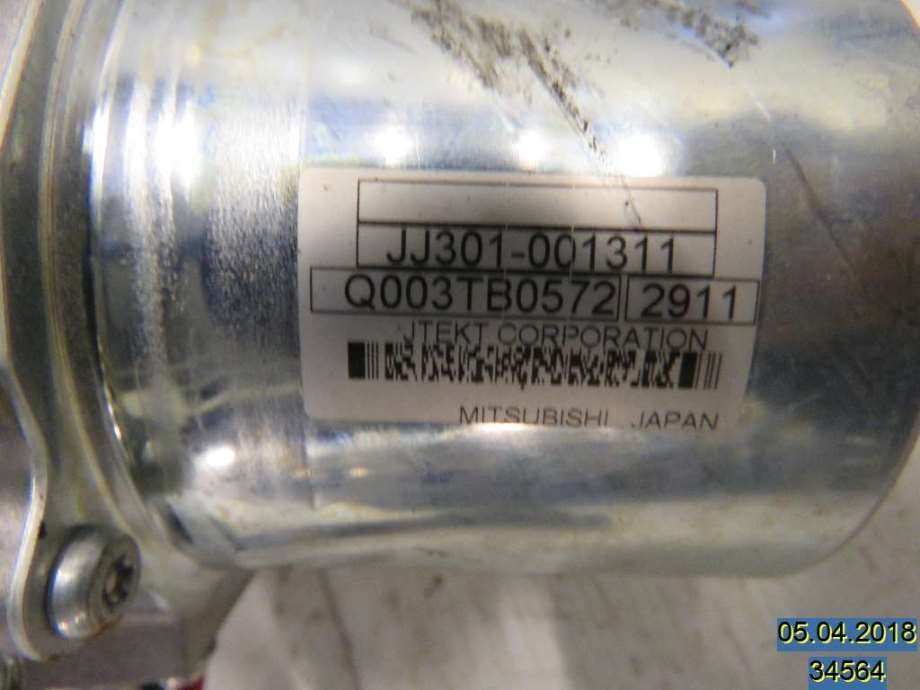 JJ301-001311
Q003TB0572 2911
JTEKT CORPORATION
MITSUBISHI JAPAN
05.04.2018
34564